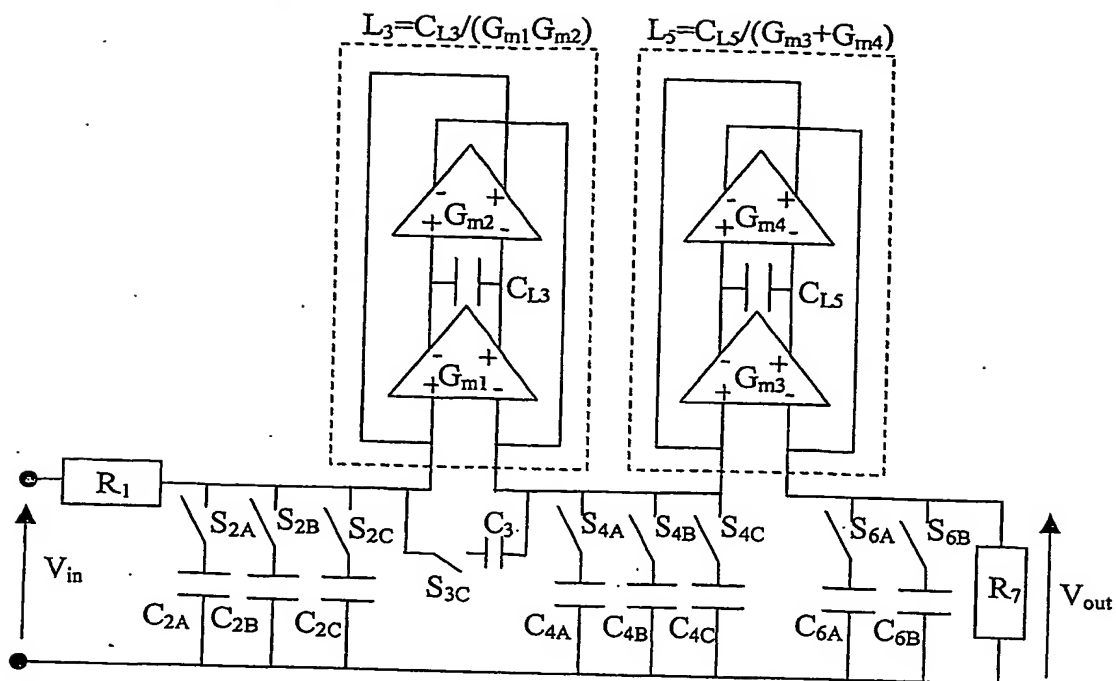 L3=CL3/(Gm1Gm2)
L5=CL5/(Gm3+Gm4)
- +
Gm2
+ -
- +
Gm4
+ -
CL3
CL5
- +
Gm1
+ -
- +
Gm3
+ -
R1
S2A
S2B
S2C
C3
S4A
S4B
S4C
S6A
S6B
Vin
S3C
R7
Vout
C2A
C2B
C2C
C4A
C4B
C4C
C6A
C6B